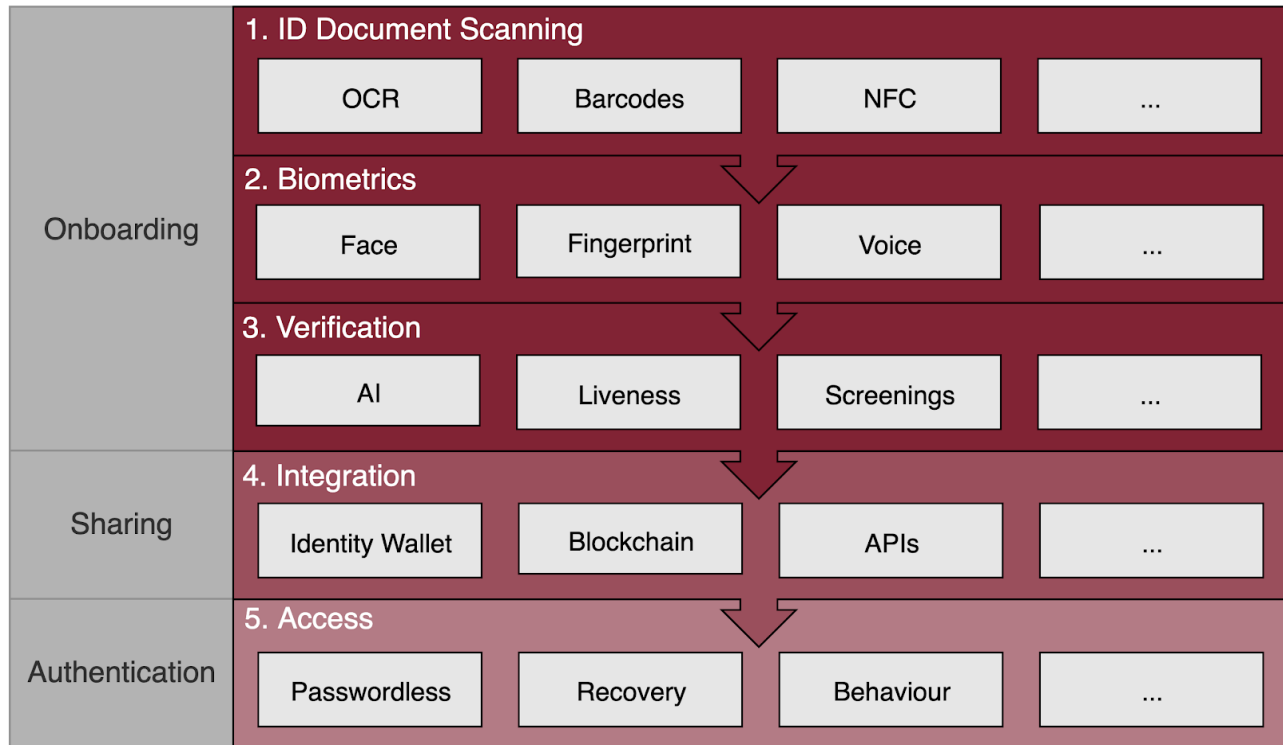 Onboarding
1. ID Document Scanning
OCR
Barcodes
NFC
...
2. Biometrics
Face
Fingerprint
Voice
...
3. Verification
AI
Liveness
Screenings
...
Sharing
4. Integration
Identity Wallet
Blockchain
APIs
...
Authentication
5. Access
Passwordless
Recovery
Behaviour
...